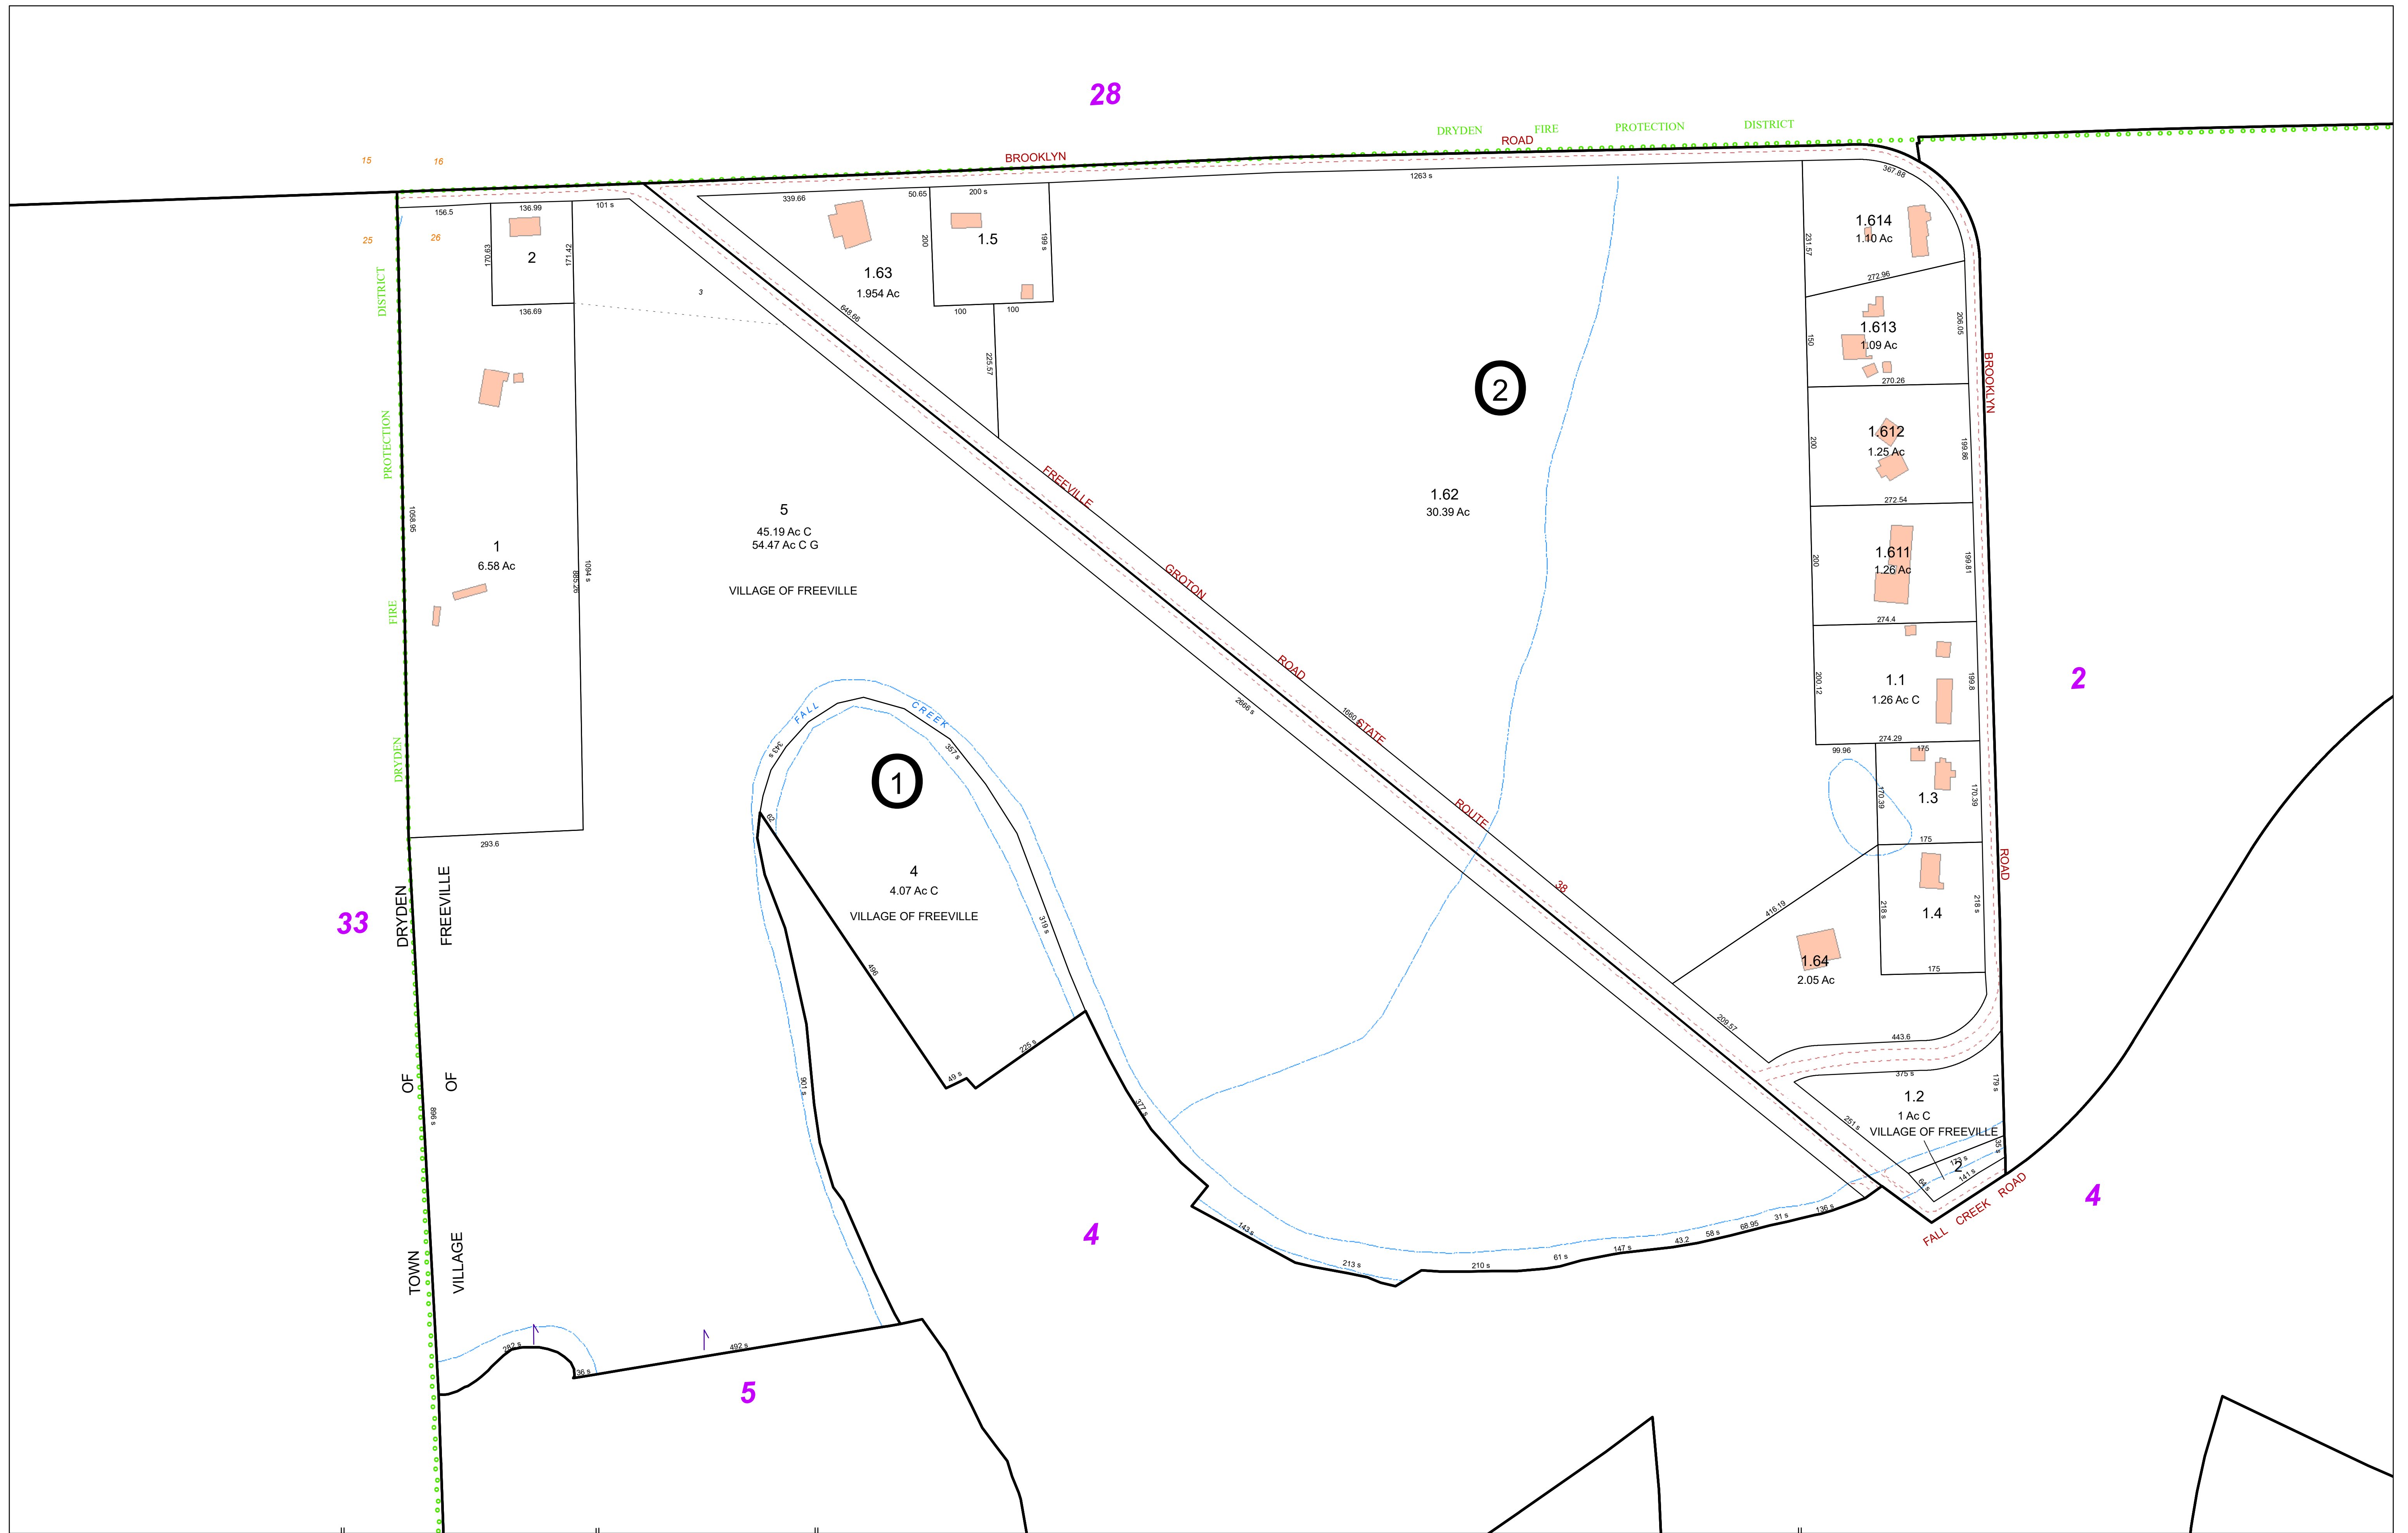 28
DRYDEN FIRE PROTECTION DISTRICT
BROOKLYN ROAD
15 16
25 26
156.5
136.99
101 s
339.66
50.65
200 s
1263 s
367.88
170.63
2
171.42
136.69
3
1.63
1.954 Ac
648.66
200
1.5
199 s
100
100
225.57
231.57
1.614
1.10 Ac
272.96
150
1.613
1.09 Ac
206.05
270.26
BROOKLYN
2
200
1.612
1.25 Ac
199.86
272.54
1.62
30.39 Ac
200
1.611
1.26 Ac
199.81
274.4
200.12
1.1
1.26 Ac C
199.8
274.29
99.96
175
170.39
1.3
170.39
175
ROAD
218 s
1.4
218 s
175
416.19
1.64
2.05 Ac
209.57
443.6
375 s
179 s
1.2
1 Ac C
VILLAGE OF FREEVILLE
251 s
35 s
173 s
2
141 s
64 s
FALL CREEK ROAD
2
4
FREEVILLE
GROTON
ROAD
STATE
ROUTE
38
1660 s
2666 s
DISTRICT
PROTECTION
FIRE
DRYDEN
1058.95
1
6.58 Ac
885.26
1094 s
293.6
5
45.19 Ac C
54.47 Ac C G
VILLAGE OF FREEVILLE
FALL CREEK
343 s
357 s
1
62
4
4.07 Ac C
VILLAGE OF FREEVILLE
319 s
496
49 s
225 s
377 s
901 s
33
TOWN OF DRYDEN
VILLAGE OF FREEVILLE
896 s
4
143 s
213 s
210 s
61 s
147 s
43.2
58 s
68.95
31 s
136 s
282 s
36 s
492 s
5